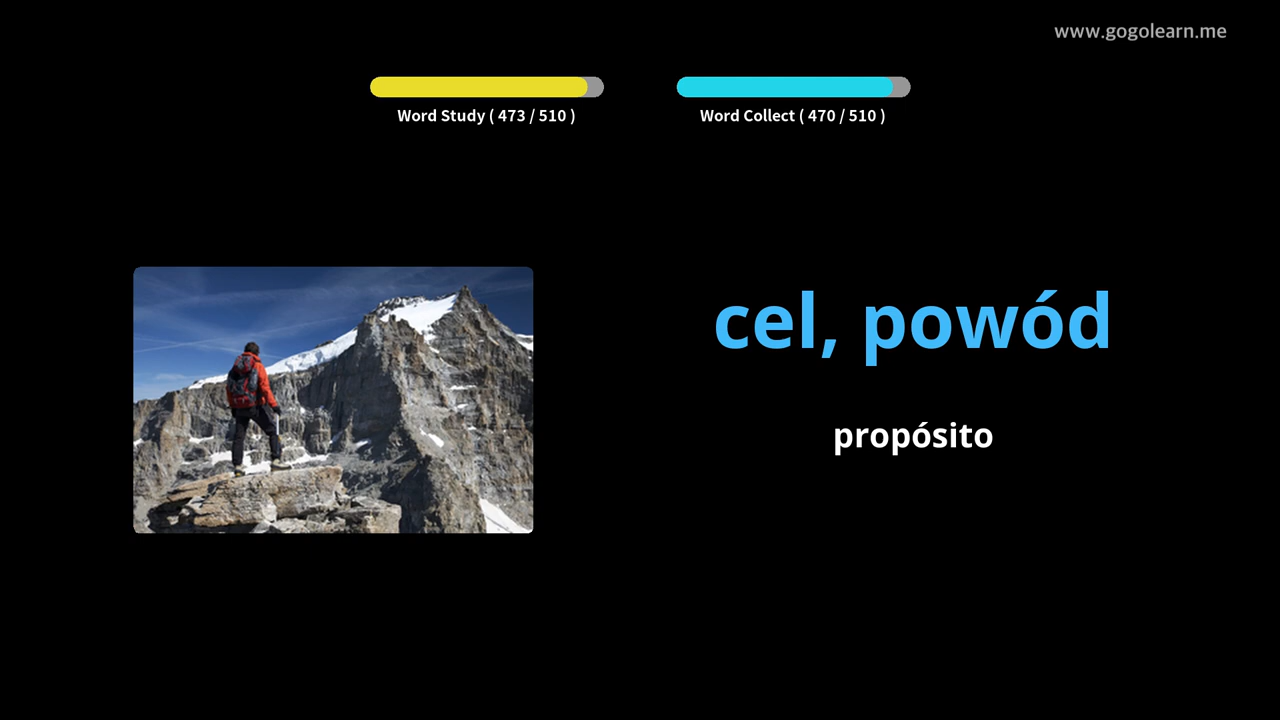 www.gogolearn.me
Word Study ( 473 / 510 )
Word Collect ( 470 / 510 )
cel, powód
propósito